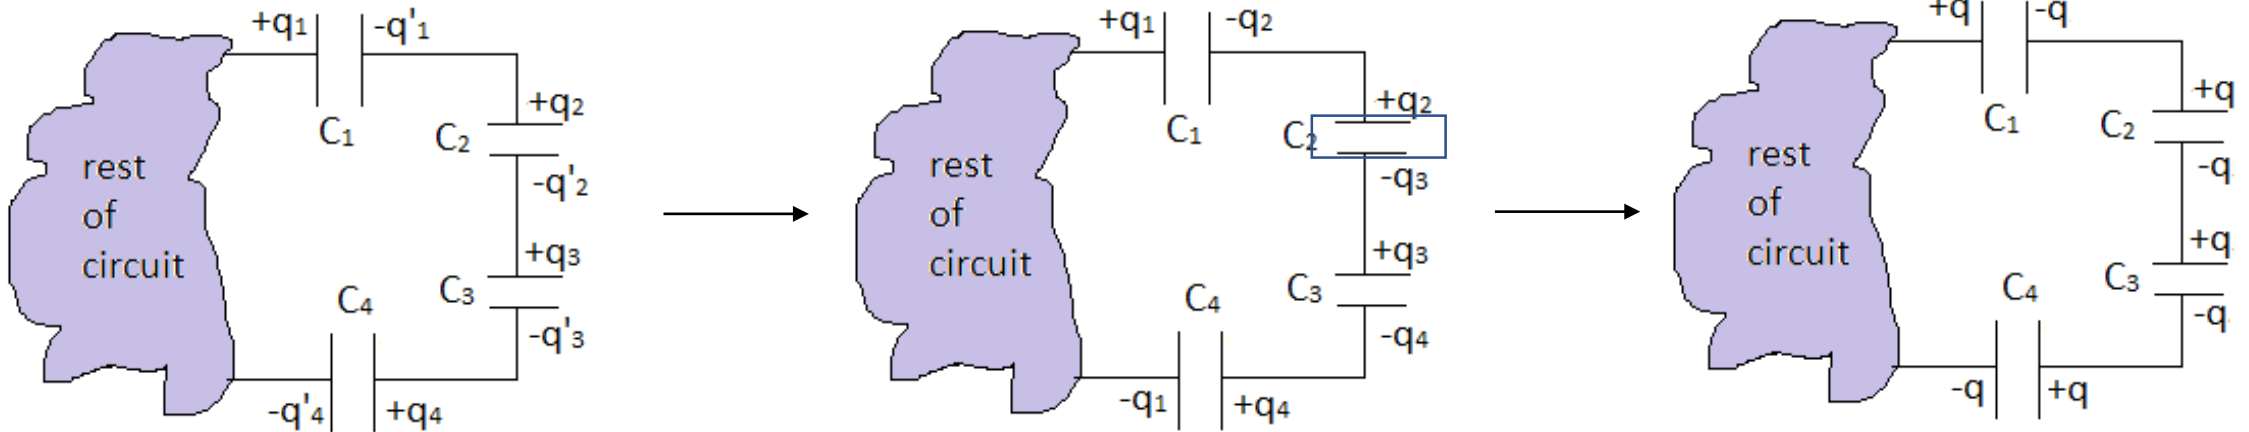 +q₁ -q'₁
+q₂
C₁ C₂
-q'₂
rest
of
circuit
+q₃
C₃
C₄
-q'₃
-q'₄ +q₄
+q₁ -q₂
+q₂
C₁ C₂
-q₃
rest
of
circuit
+q₃
C₃
C₄
-q₄
-q₁ +q₄
+q -q
+q
C₁ C₂
-q
rest
of
circuit
+q
C₃
C₄
-q
-q +q